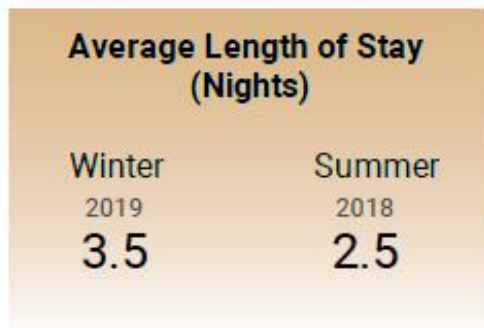 Average Length of Stay
(Nights)
Winter Summer
2019 2018
3.5 2.5